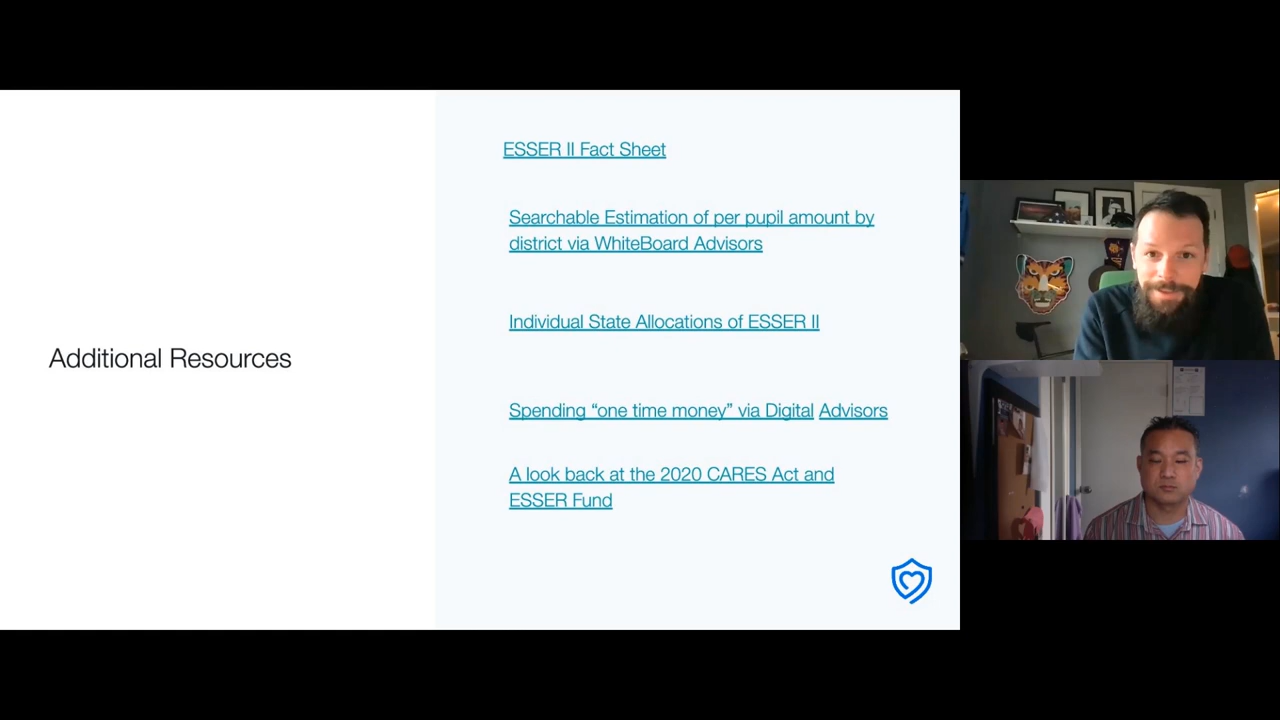 Additional Resources
ESSER II Fact Sheet
Searchable Estimation of per pupil amount by
district via WhiteBoard Advisors
Individual State Allocations of ESSER II
Spending “one time money” via Digital Advisors
A look back at the 2020 CARES Act and
ESSER Fund